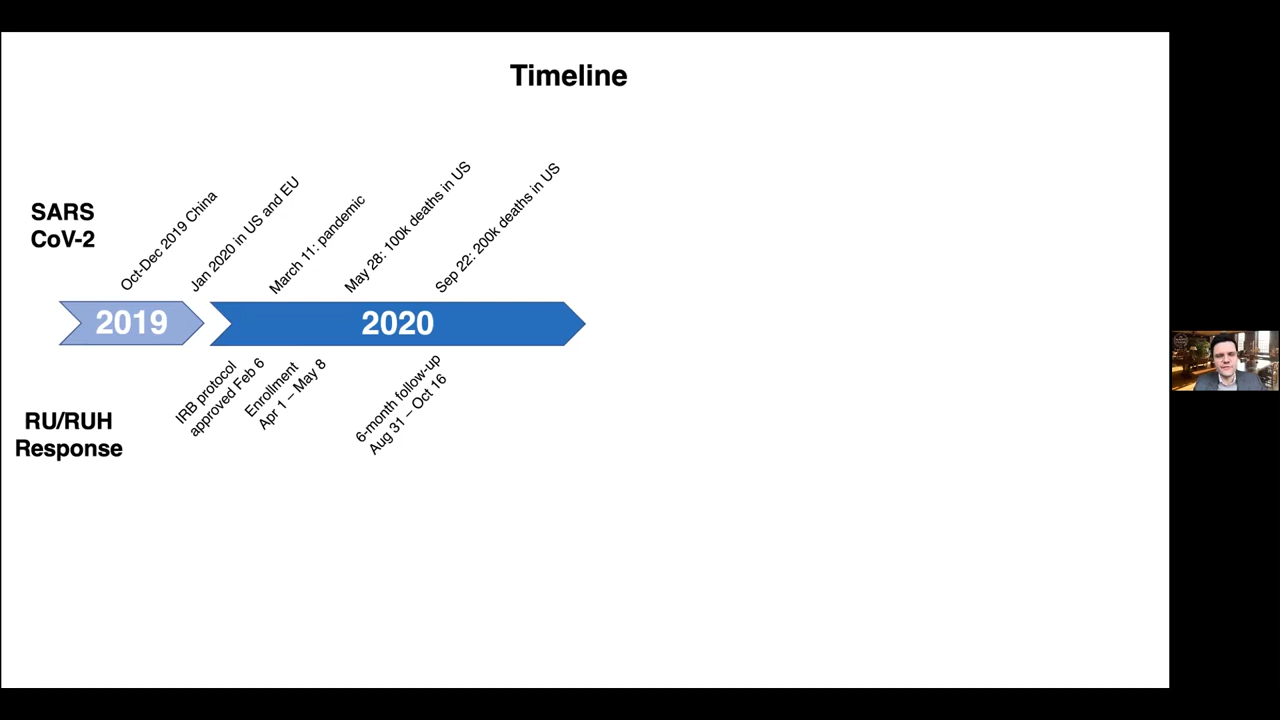 Timeline
SARS
CoV-2
Oct-Dec 2019 China
Jan 2020 in US and EU
March 11: pandemic
May 28: 100k deaths in US
Sep 22: 200k deaths in US
2019
2020
RU/RUH
Response
IRB protocol
approved Feb 6
Enrollment
Apr 1 – May 8
6-month follow-up
Aug 31 – Oct 16